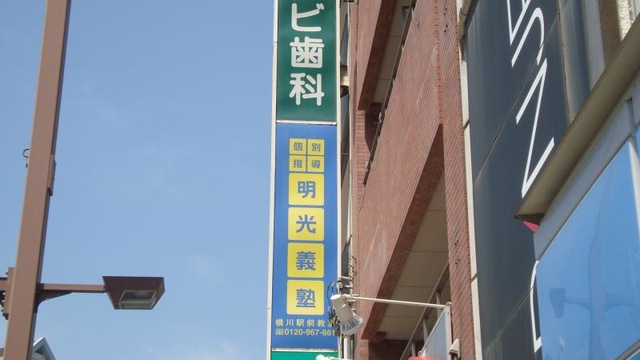 ビ歯科
個別
指導
明光義塾
横川駅前教室
0120-967-661